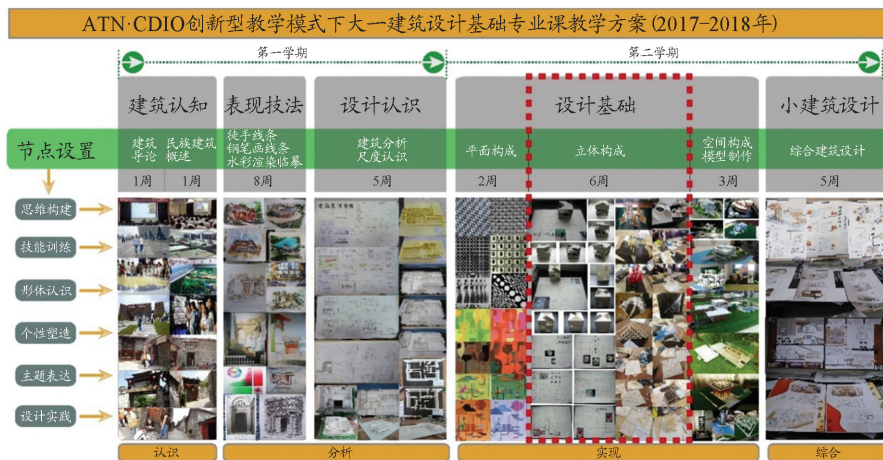 ATN·CDIO创新型教学模式下大一建筑设计基础专业课教学方案(2017-2018年)
第一学期
第二学期
建筑认知
表现技法
设计认识
设计基础
小建筑设计
节点设置
建筑
导论
民族建筑
概述
徒手线条
钢笔画线条
水彩渲染临摹
建筑分析
尺度认识
平面构成
立体构成
空间构成
模型制作
综合建筑设计
1周
1周
8周
5周
2周
6周
3周
5周
思维构建
技能训练
形体认识
个性塑造
主题表达
设计实践
认识
分析
实现
综合